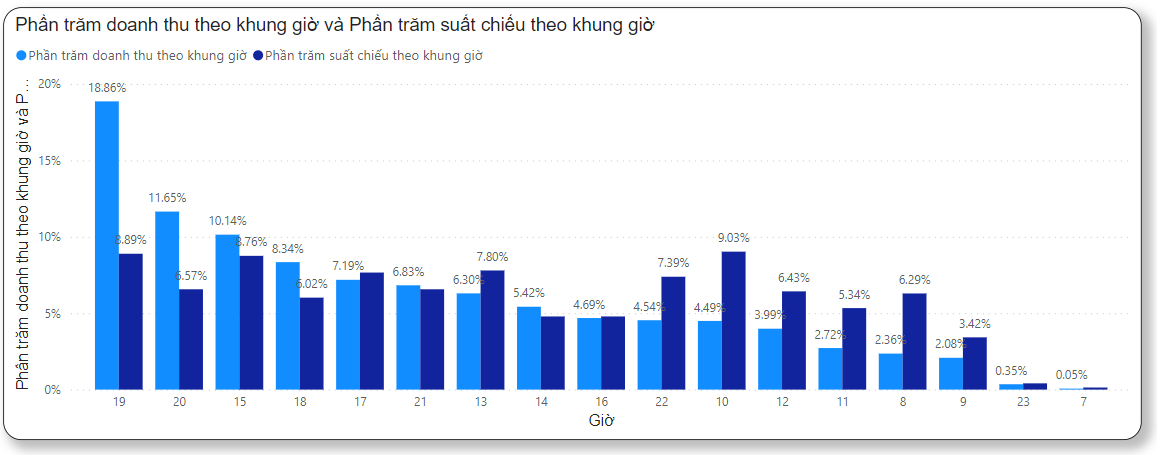 Phần trăm doanh thu theo khung giờ và Phần trăm suất chiếu theo khung giờ
Phần trăm doanh thu theo khung giờ Phần trăm suất chiếu theo khung giờ
Phần trăm doanh thu theo khung giờ và P...
20%
15%
10%
5%
0%
18.86% 8.89% 11.65% 6.57% 10.14% 8.76% 8.34% 6.02% 7.19% 6.83% 6.30% 7.80% 5.42% 4.69% 4.54% 7.39% 4.49% 9.03% 3.99% 6.43% 2.72% 5.34% 2.36% 6.29% 2.08% 3.42% 0.35% 0.05%
19 20 15 18 17 21 13 14 16 22 10 12 11 8 9 23 7
Giờ